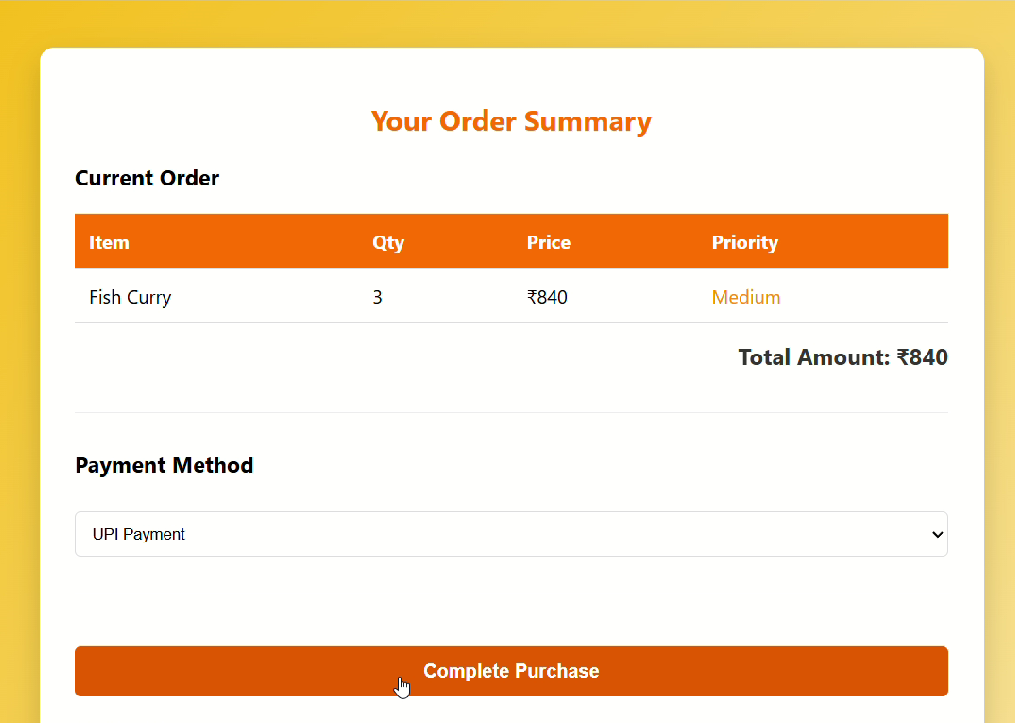 Your Order Summary
Current Order
Item Qty Price Priority
Fish Curry 3 ₹840 Medium
Total Amount: ₹840
Payment Method
UPI Payment
Complete Purchase